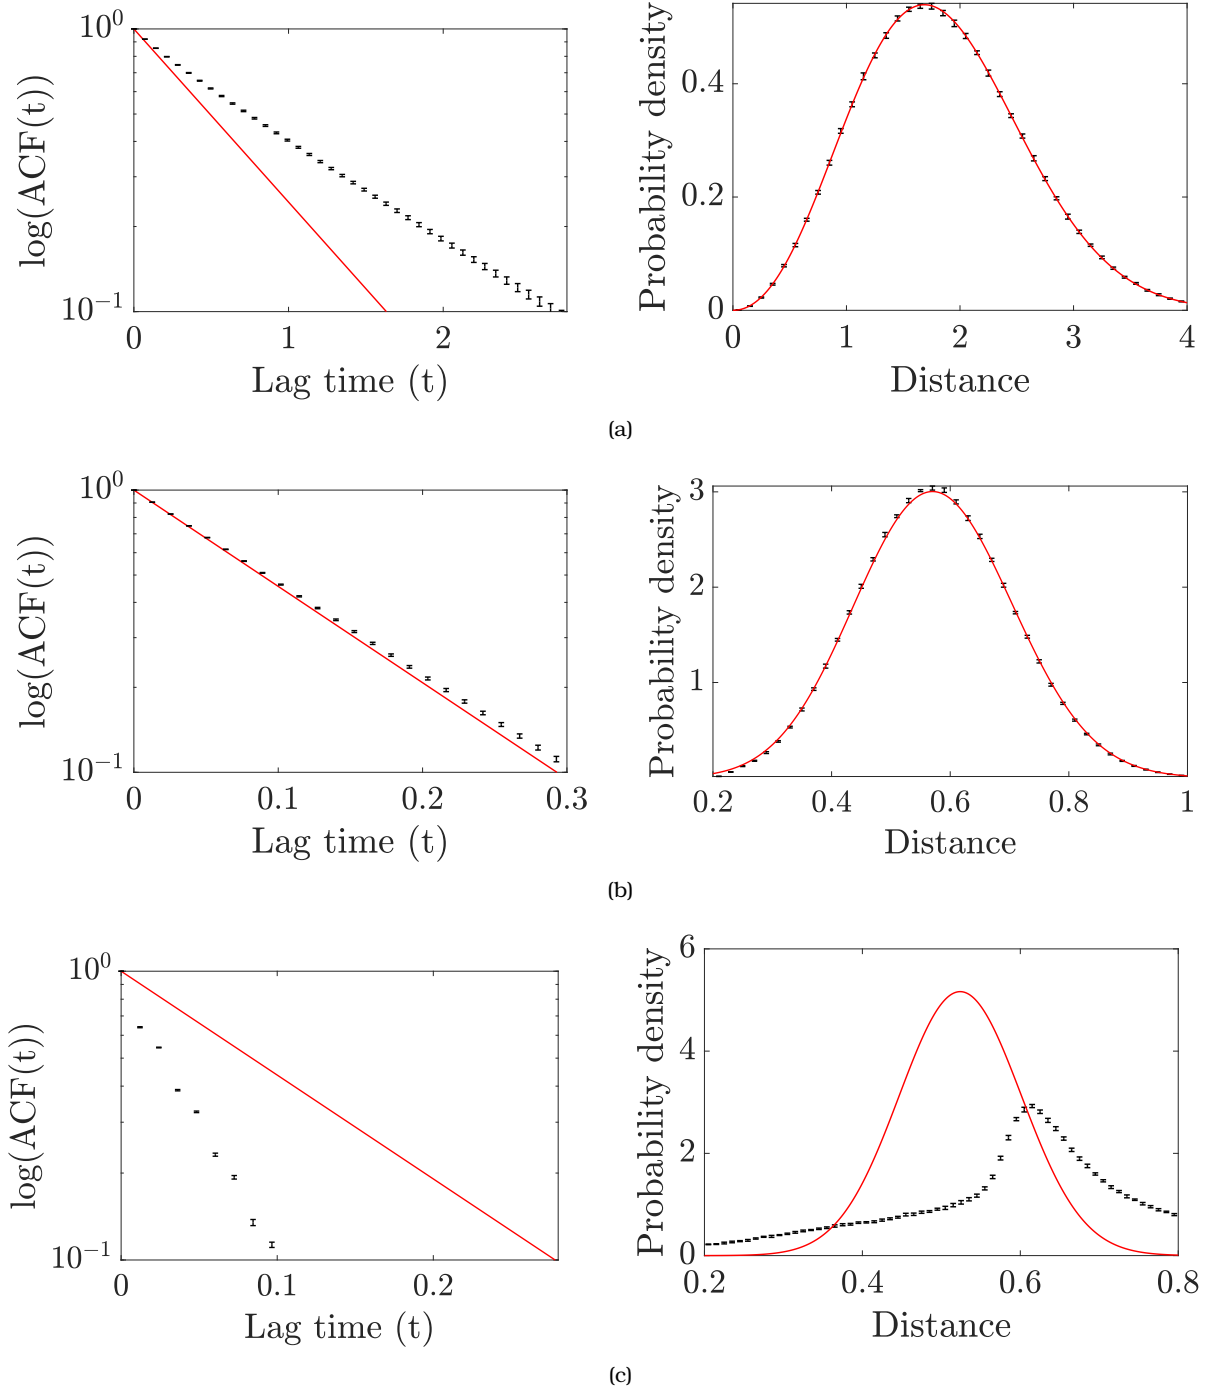 10^0
log(ACF(t))
10^−1
0 1 2
Lag time (t)
Probability density
0.4
0.2
0
0 1 2 3 4
Distance
(a)
10^0
log(ACF(t))
10^−1
0 0.1 0.2 0.3
Lag time (t)
Probability density
3
2
1
0.2 0.4 0.6 0.8 1
Distance
(b)
10^0
log(ACF(t))
10^−1
0 0.1 0.2
Lag time (t)
Probability density
6
4
2
0
0.2 0.4 0.6 0.8
Distance
(c)